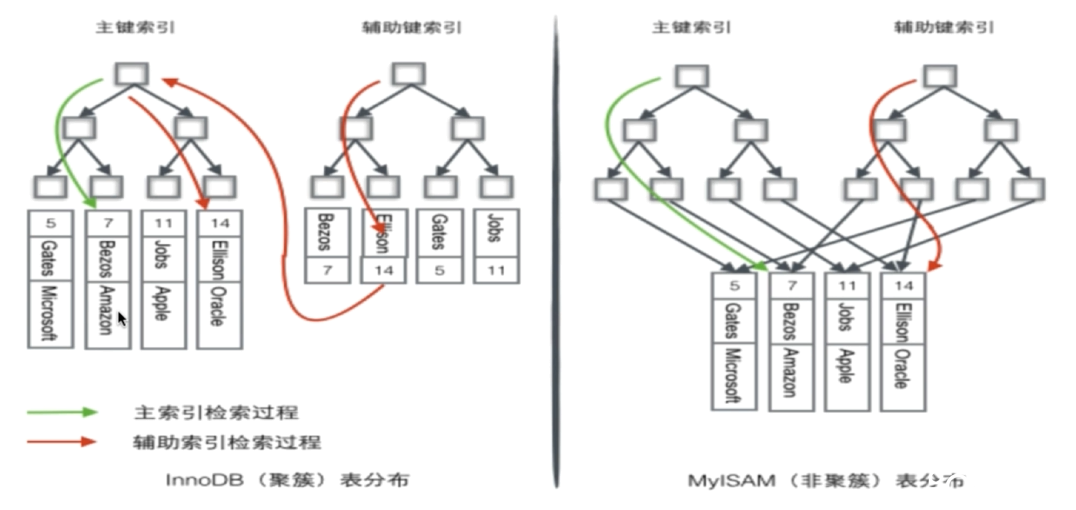 主键索引
辅助键索引
5
Gates
Microsoft
7
Bezos
Amazon
11
Jobs
Apple
14
Ellison
Oracle
Bezos
7
Ellison
14
Gates
5
Jobs
11
主索引检索过程
辅助索引检索过程
InnoDB（聚簇）表分布
主键索引
辅助键索引
5
Gates
Microsoft
7
Bezos
Amazon
11
Jobs
Apple
14
Ellison
Oracle
MyISAM（非聚簇）表分布